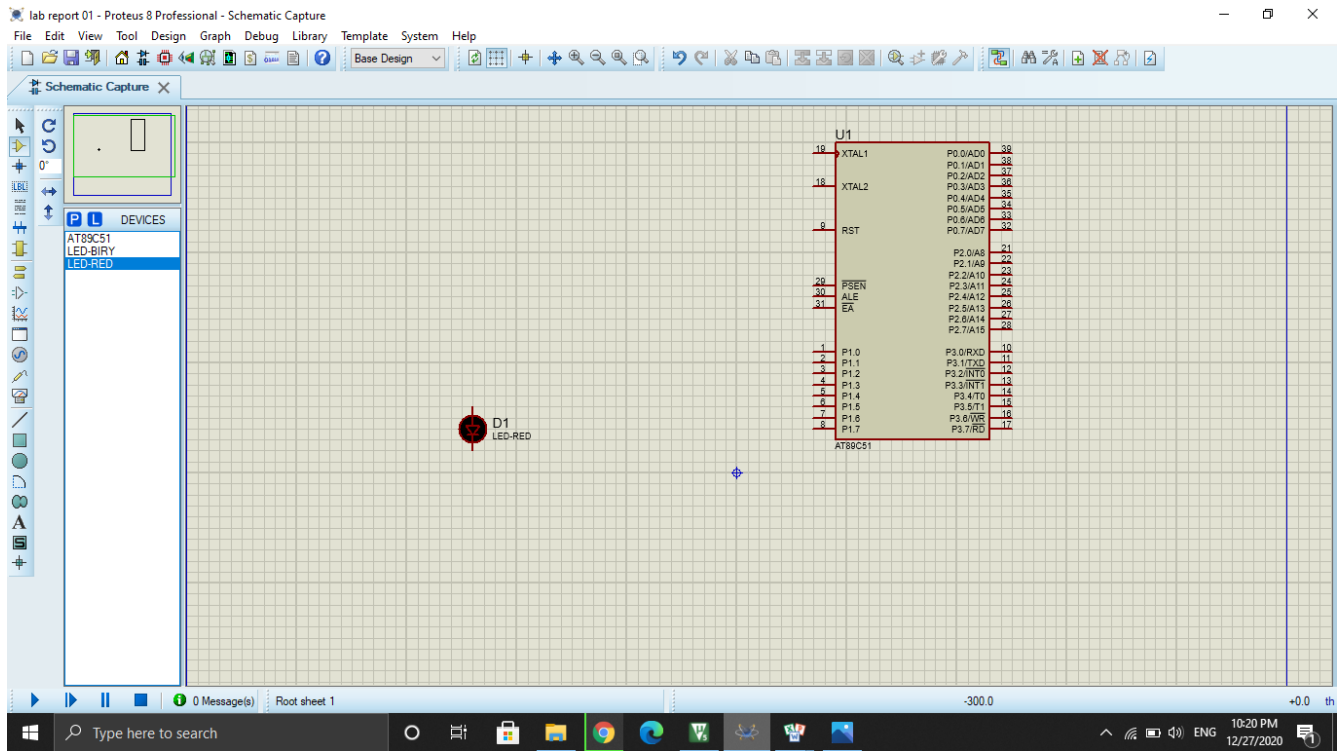 lab report 01 - Proteus 8 Professional - Schematic Capture
File Edit View Tool Design Graph Debug Library Template System Help
Base Design
Schematic Capture
0°
LBL
P L DEVICES
AT89C51
LED-BIRY
LED-RED
A
S
D1
LED-RED
U1
19 XTAL1
18 XTAL2
9 RST
29 PSEN
30 ALE
31 EA
1 P1.0
2 P1.1
3 P1.2
4 P1.3
5 P1.4
6 P1.5
7 P1.6
8 P1.7
P0.0/AD0 39
P0.1/AD1 38
P0.2/AD2 37
P0.3/AD3 36
P0.4/AD4 35
P0.5/AD5 34
P0.6/AD6 33
P0.7/AD7 32
P2.0/A8 21
P2.1/A9 22
P2.2/A10 23
P2.3/A11 24
P2.4/A12 25
P2.5/A13 26
P2.6/A14 27
P2.7/A15 28
P3.0/RXD 10
P3.1/TXD 11
P3.2/INT0 12
P3.3/INT1 13
P3.4/T0 14
P3.5/T1 15
P3.6/WR 16
P3.7/RD 17
AT89C51
0 Message(s) Root sheet 1 -300.0 +0.0 th
Type here to search
ENG
10:20 PM
12/27/2020
1